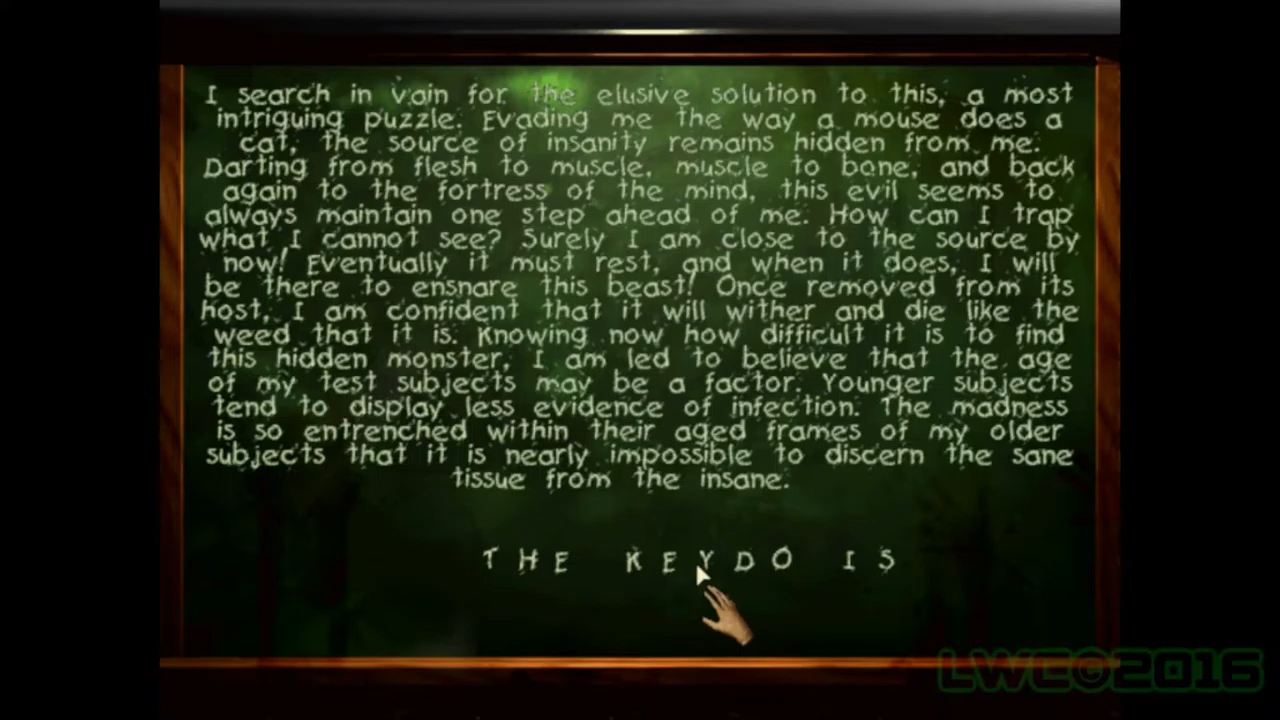 I search in vain for the elusive solution to this, a most
intriguing puzzle. Evading me the way a mouse does a
cat, the source of insanity remains hidden from me.
Darting from flesh to muscle, muscle to bone, and back
again to the fortress of the mind, this evil seems to
always maintain one step ahead of me. How can I trap
what I cannot see? Surely I am close to the source by
now! Eventually it must rest, and when it does, I will
be there to ensnare this beast! Once removed from its
host, I am confident that it will wither and die like the
weed that it is. Knowing now how difficult it is to find
this hidden monster, I am led to believe that the age
of my test subjects may be a factor. Younger subjects
tend to display less evidence of infection. The madness
is so entrenched within their aged frames of my older
subjects that it is nearly impossible to discern the sane
tissue from the insane.
THE KEYDO IS
LWC©2016